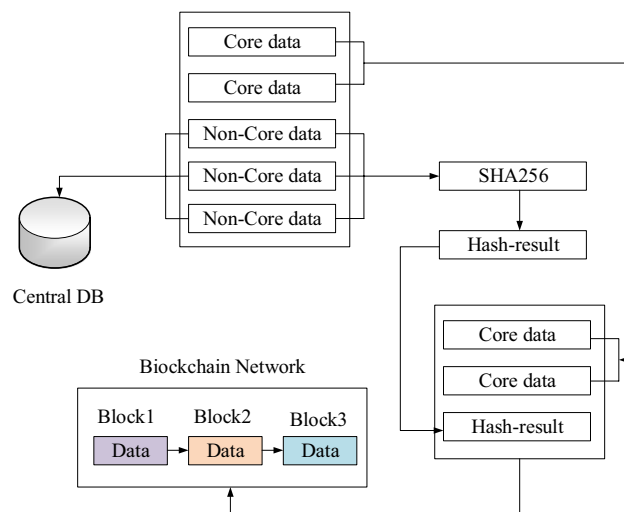 Core data
Core data
Non-Core data
Non-Core data
Non-Core data
SHA256
Hash-result
Central DB
Core data
Core data
Hash-result
Biockchain Network
Block1 Block2 Block3
Data Data Data